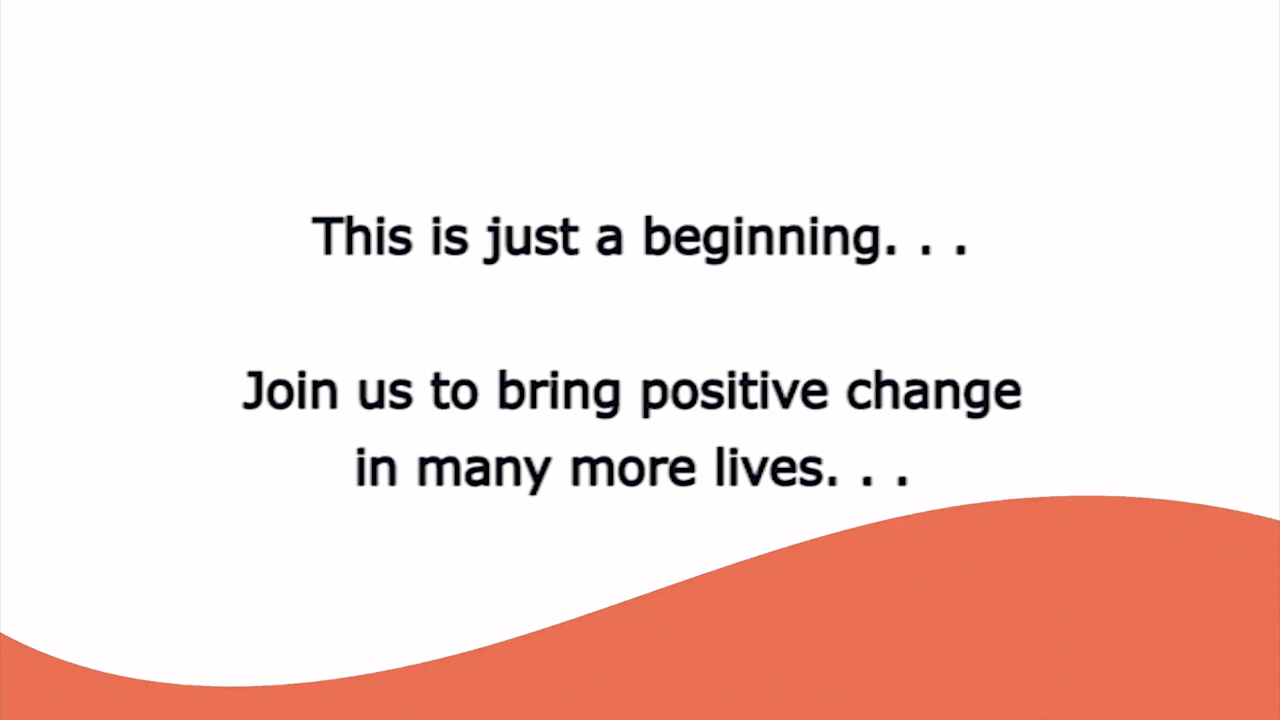 This is just a beginning. . .
Join us to bring positive change
in many more lives. . .